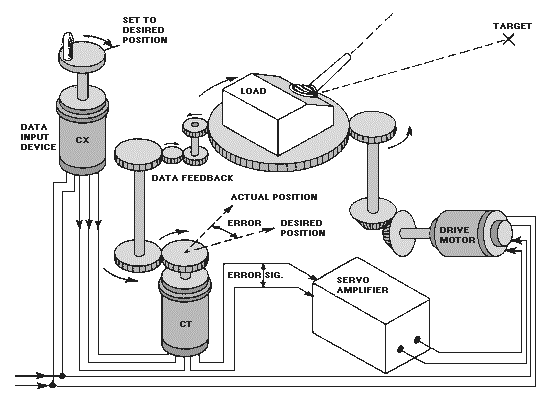 SET TO
DESIRED
POSITION
TARGET
LOAD
DATA
INPUT
DEVICE
CX
DATA FEEDBACK
ACTUAL POSITION
ERROR
DESIRED
POSITION
DRIVE
MOTOR
ERROR SIG.
SERVO
AMPLIFIER
CT